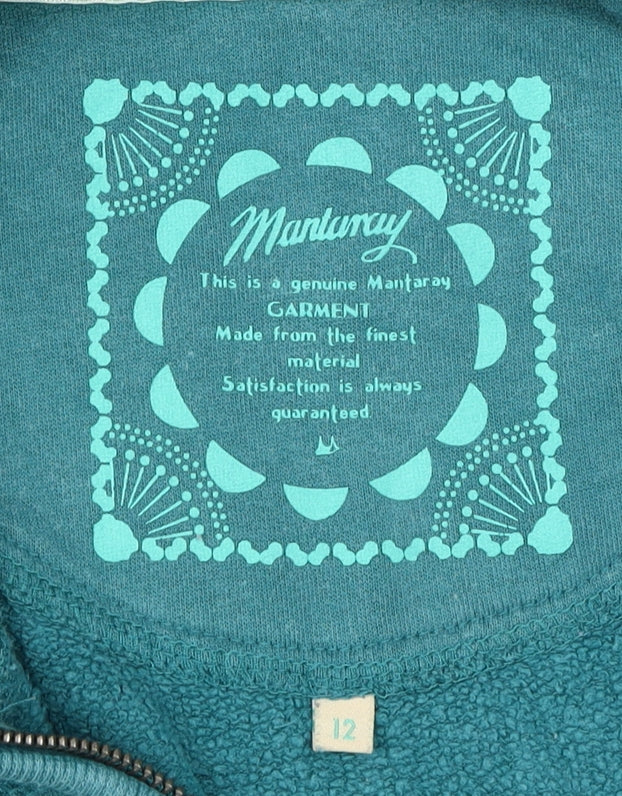 Mantaray
This is a genuine Mantaray
GARMENT
Made from the finest
material
Satisfaction is always
guaranteed
12